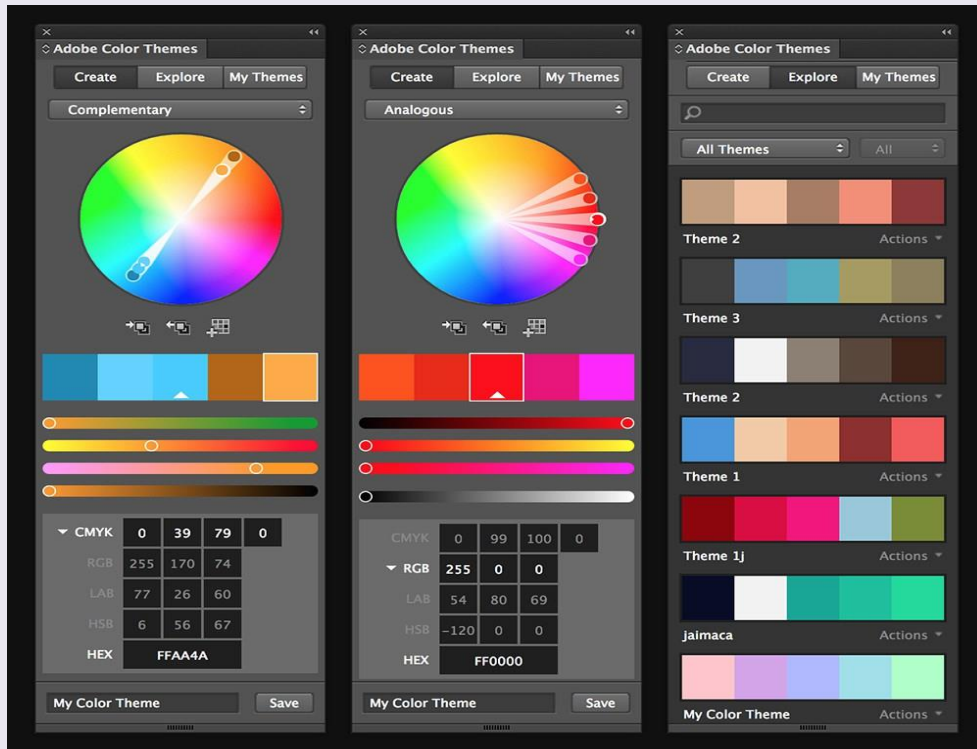 Adobe Color Themes
Create Explore My Themes
Complementary
CMYK 0 39 79 0
RGB 255 170 74
LAB 77 26 60
HSB 6 56 67
HEX FFAA4A
My Color Theme Save
Adobe Color Themes
Create Explore My Themes
Analogous
CMYK 0 99 100 0
RGB 255 0 0
LAB 54 80 69
HSB −120 0 0
HEX FF0000
My Color Theme Save
Adobe Color Themes
Create Explore My Themes
All Themes All
Theme 2 Actions
Theme 3 Actions
Theme 2 Actions
Theme 1 Actions
Theme 1j Actions
jaimaca Actions
My Color Theme Actions